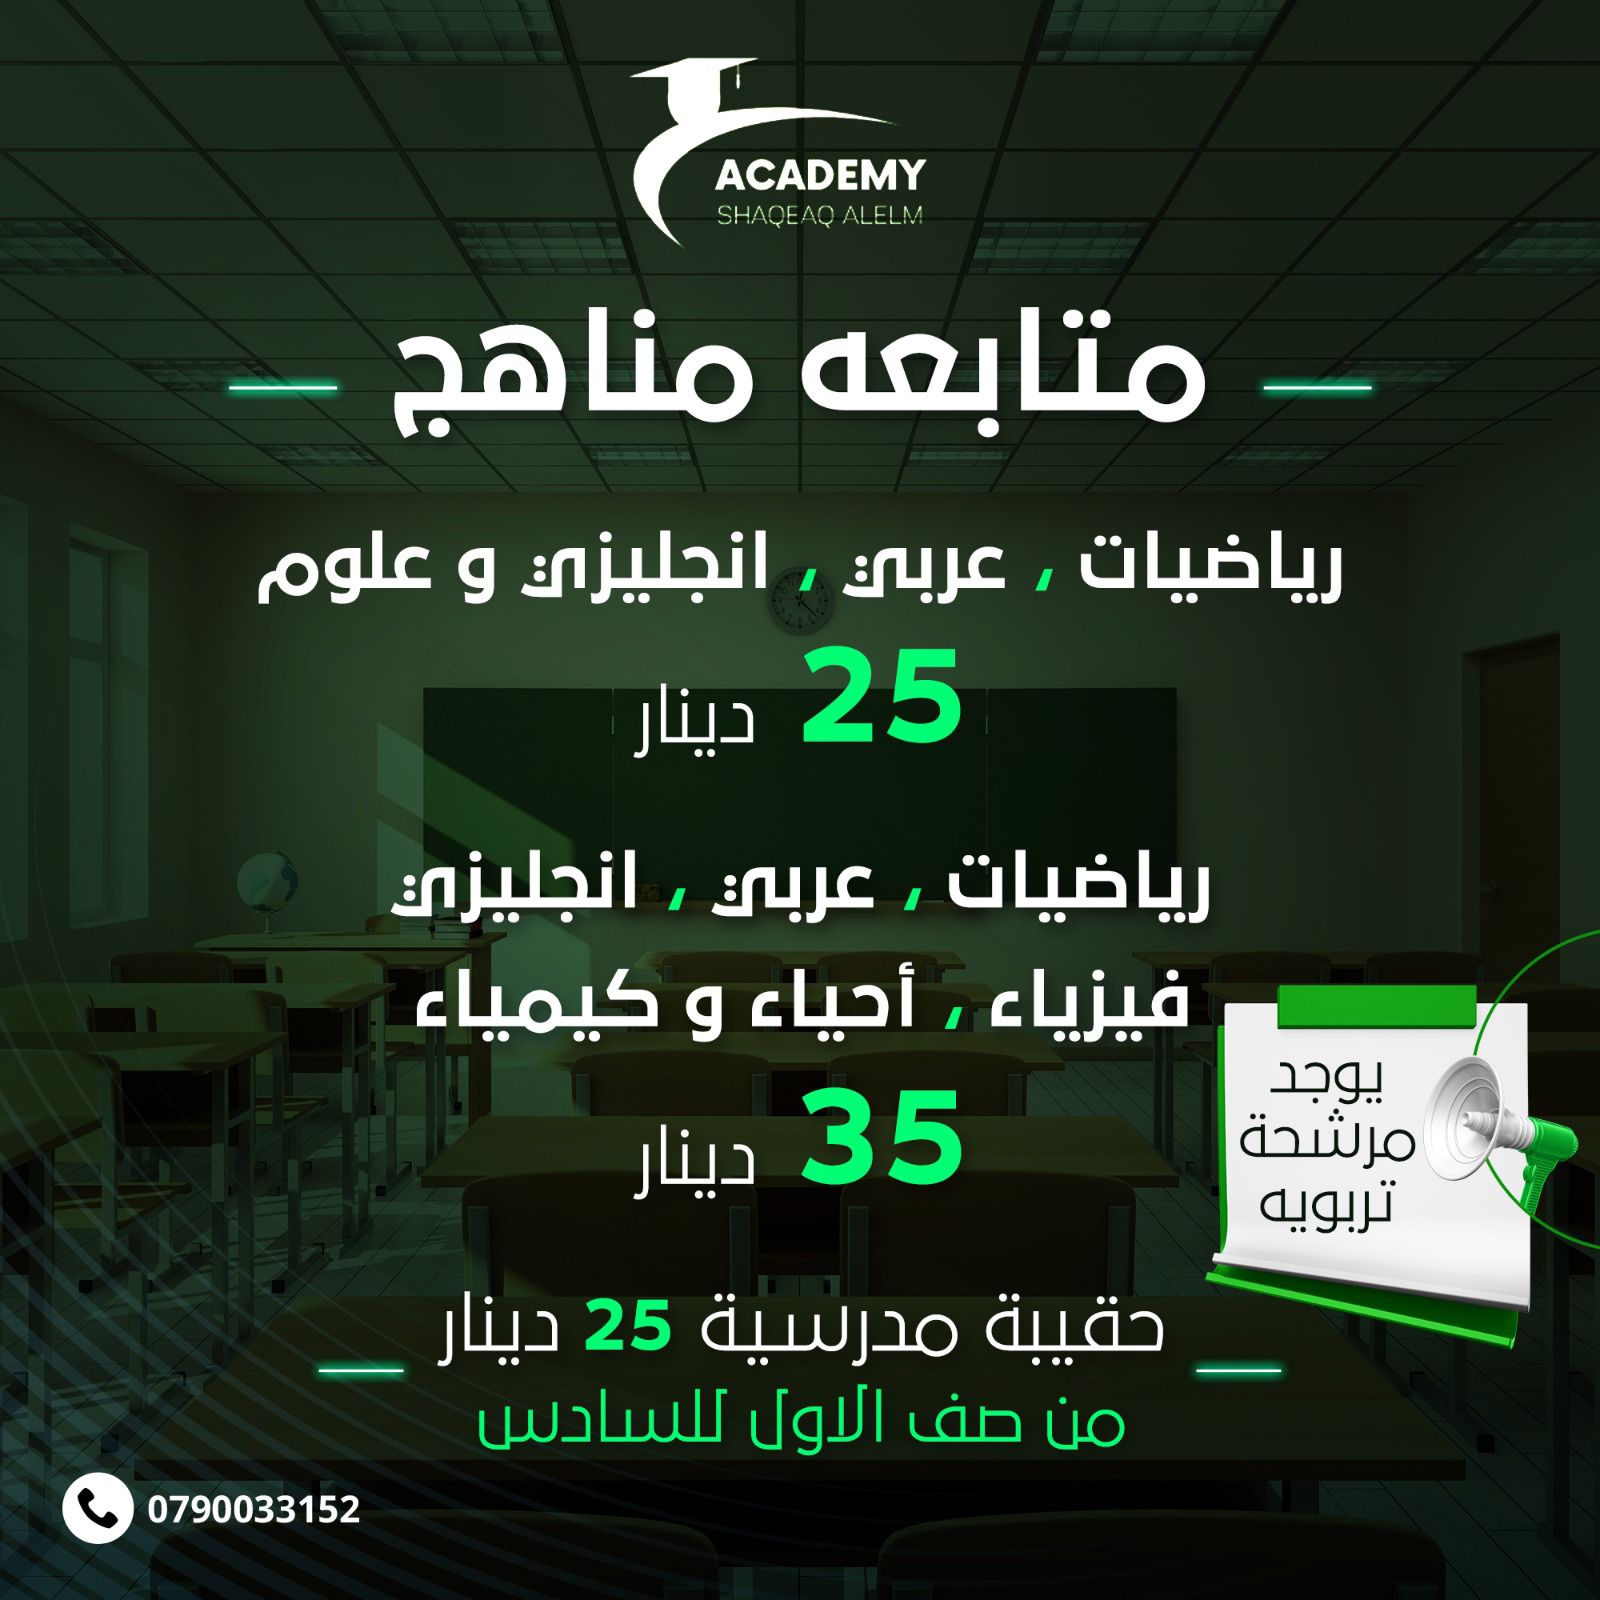 ACADEMY
SHAQEAQ ALELM
متابعه مناهج
رياضيات ، عربي ، انجليزي و علوم
25 دينار
رياضيات ، عربي ، انجليزي
فيزياء ، أحياء و كيمياء
35 دينار
يوجد
مرشحة
تربويه
حقيبة مدرسية 25 دينار
من صف الاول للسادس
0790033152